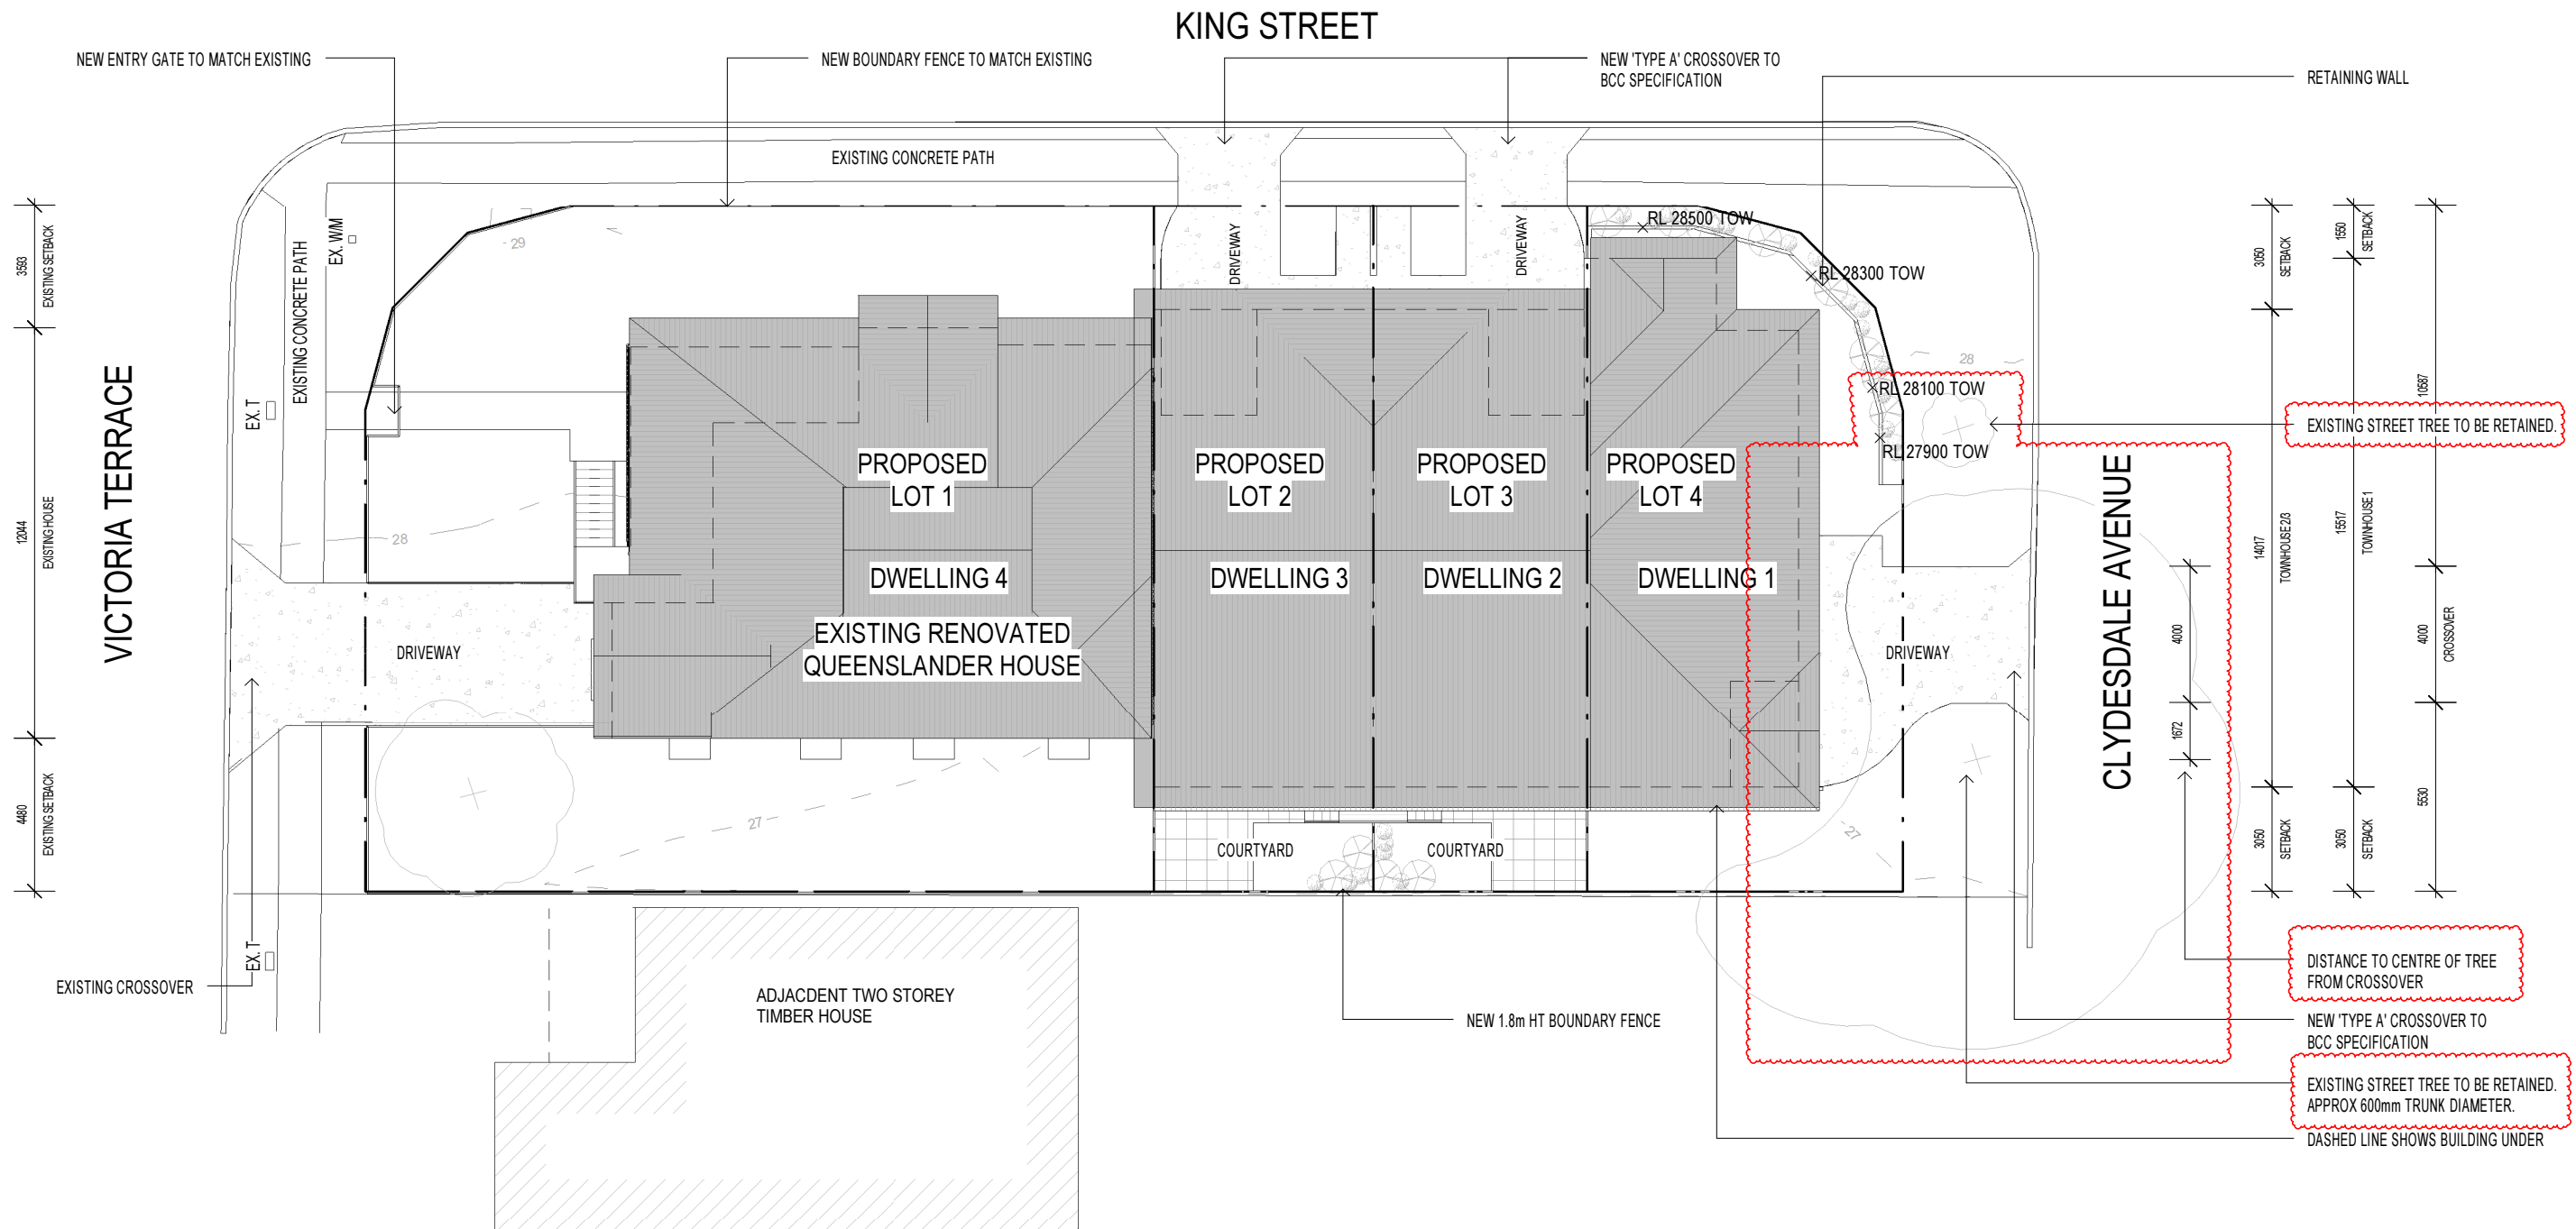 KING STREET
NEW ENTRY GATE TO MATCH EXISTING
NEW BOUNDARY FENCE TO MATCH EXISTING
NEW 'TYPE A' CROSSOVER TO
BCC SPECIFICATION
RETAINING WALL
EXISTING CONCRETE PATH
EX. W/M
EXISTING CONCRETE PATH
EX. T
29
DRIVEWAY
DRIVEWAY
RL 28500 TOW
RL 28300 TOW
28
RL 28100 TOW
RL 27900 TOW
EXISTING STREET TREE TO BE RETAINED.
3593
EXISTING SETBACK
12044
EXISTING HOUSE
4480
EXISTING SETBACK
VICTORIA TERRACE
28
PROPOSED
LOT 1
PROPOSED
LOT 2
PROPOSED
LOT 3
PROPOSED
LOT 4
DWELLING 4
DWELLING 3
DWELLING 2
DWELLING 1
EXISTING RENOVATED
QUEENSLANDER HOUSE
DRIVEWAY
DRIVEWAY
CLYDESDALE AVENUE
4000
1672
3050
SETBACK
14017
TOWNHOUSE 2/3
3050
SETBACK
1550
SETBACK
15517
TOWNHOUSE 1
3050
SETBACK
10587
4000
CROSSOVER
5530
27
27
COURTYARD
COURTYARD
EX. T
EXISTING CROSSOVER
ADJACDENT TWO STOREY
TIMBER HOUSE
NEW 1.8m HT BOUNDARY FENCE
DISTANCE TO CENTRE OF TREE
FROM CROSSOVER
NEW 'TYPE A' CROSSOVER TO
BCC SPECIFICATION
EXISTING STREET TREE TO BE RETAINED.
APPROX 600mm TRUNK DIAMETER.
DASHED LINE SHOWS BUILDING UNDER